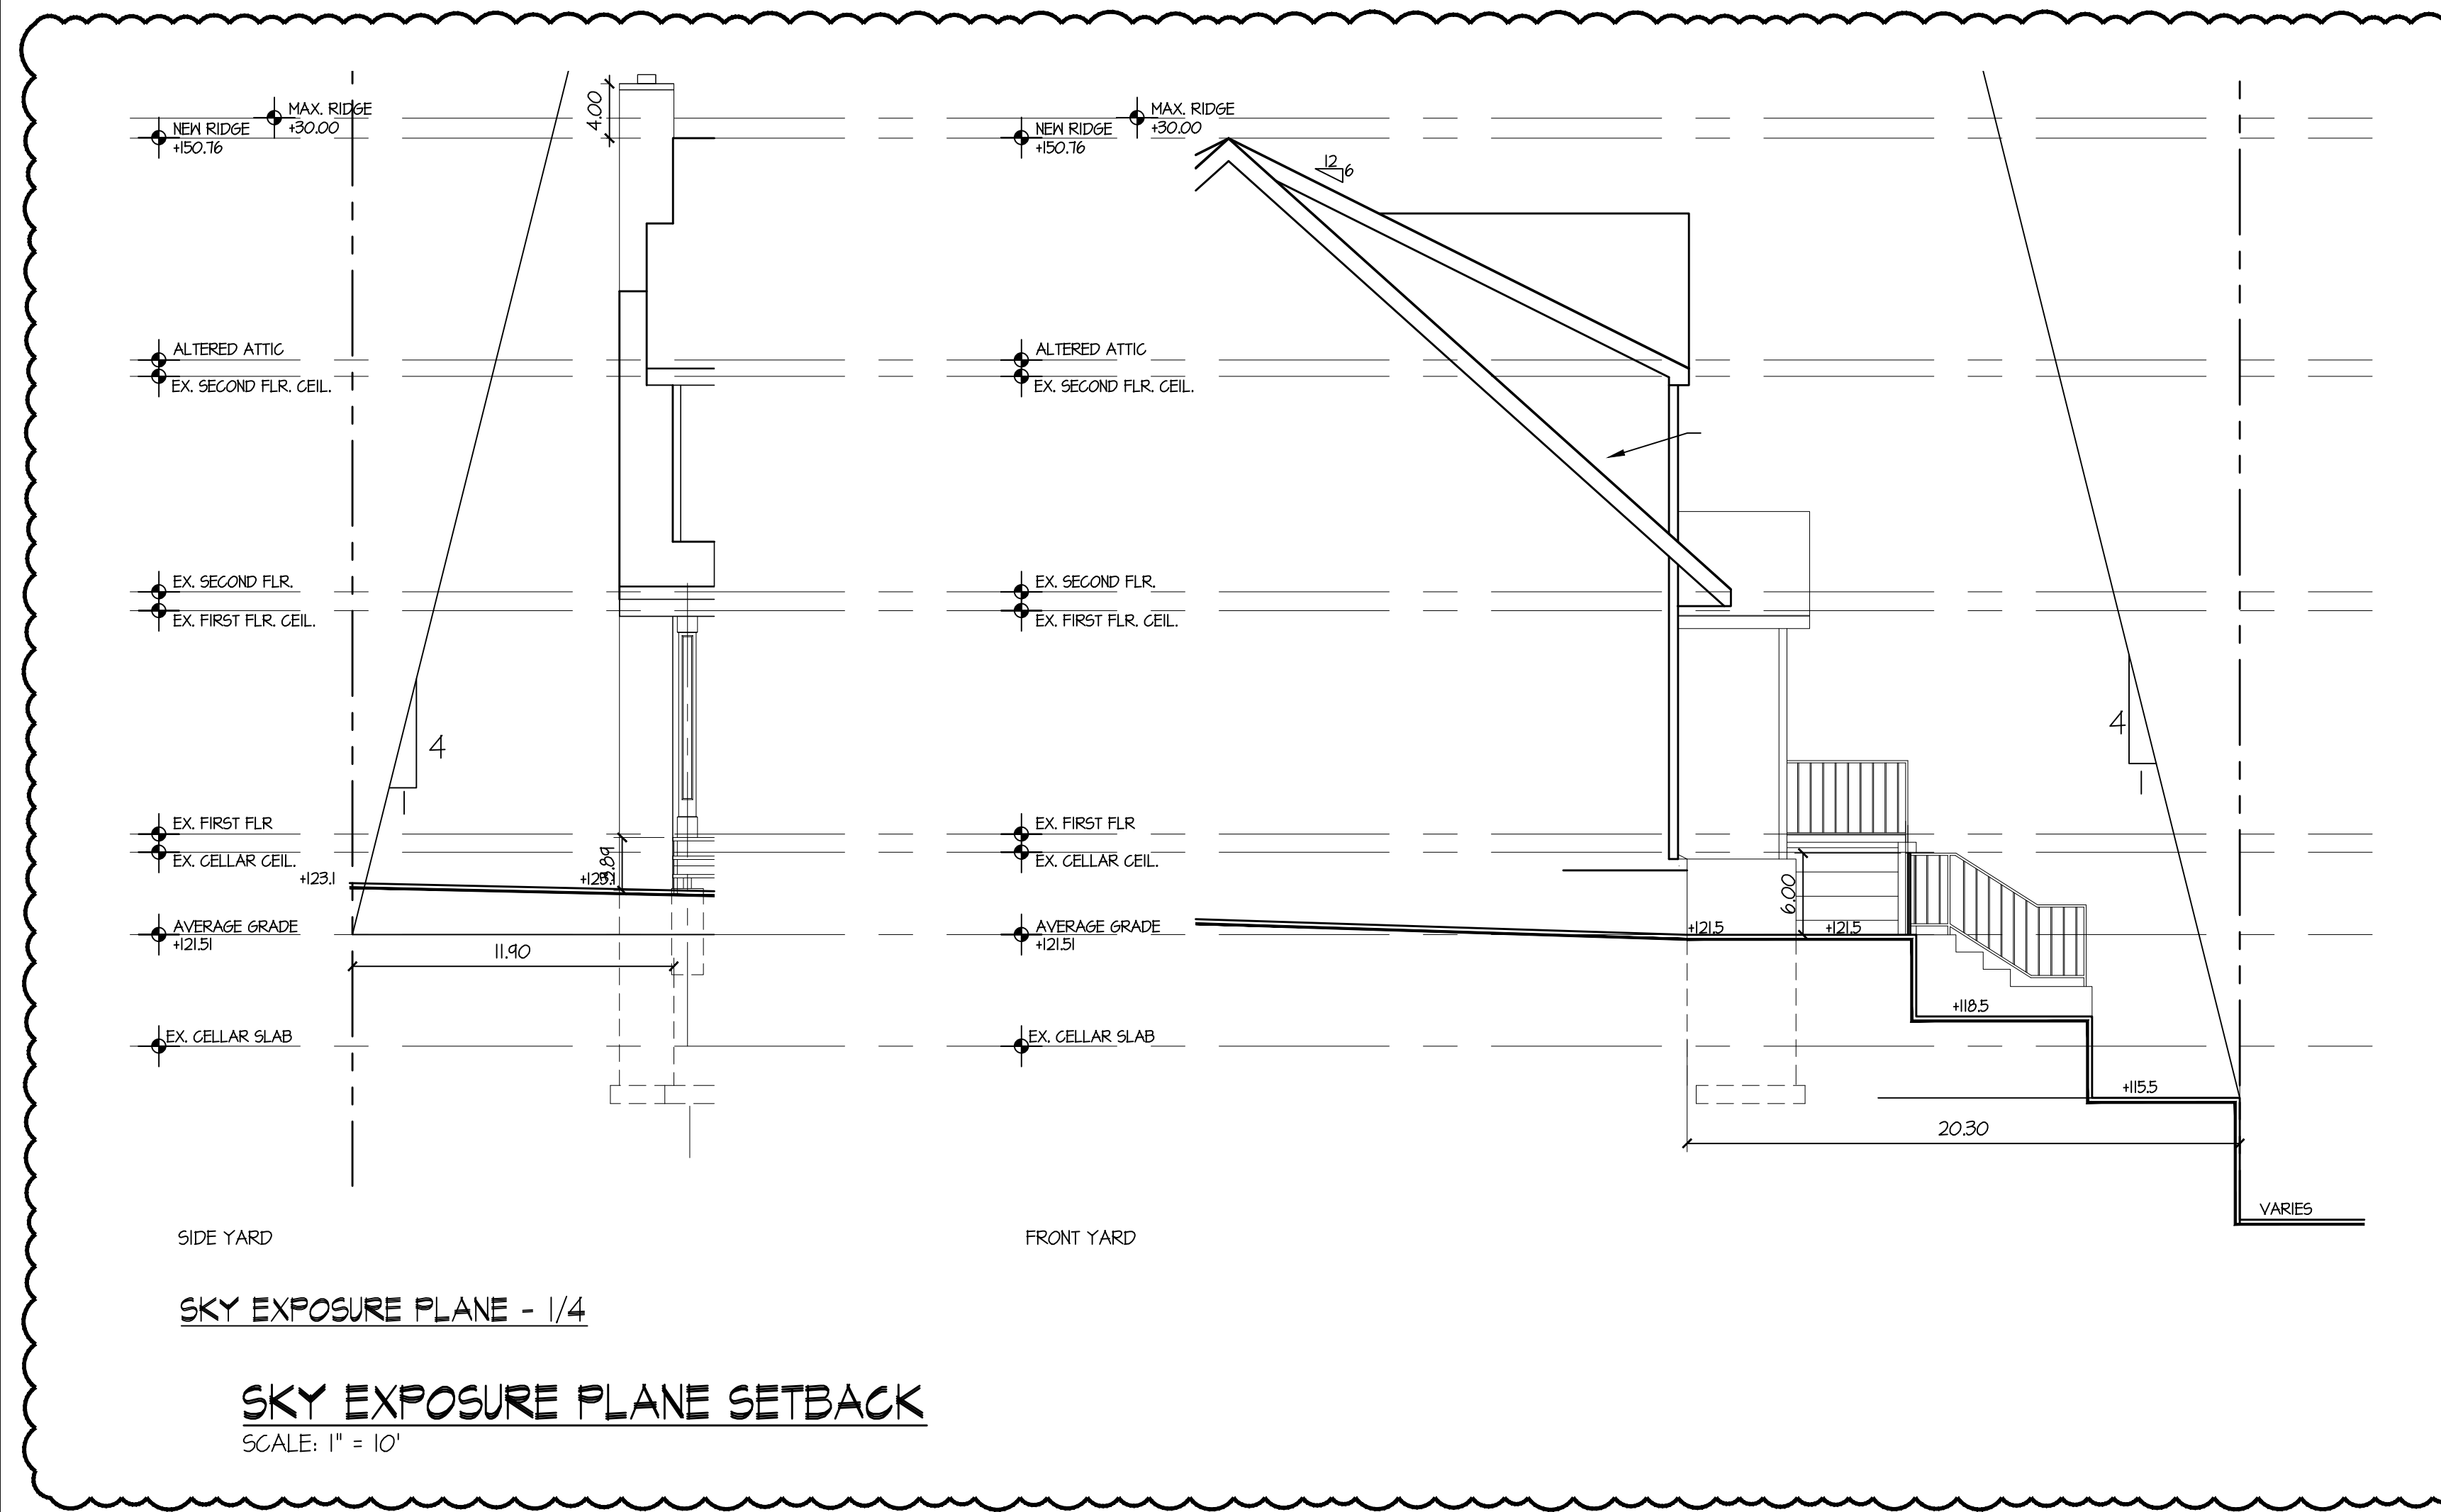 MAX. RIDGE
+30.00
NEW RIDGE
+150.76
4.00
ALTERED ATTIC
EX. SECOND FLR. CEIL.
EX. SECOND FLR.
EX. FIRST FLR. CEIL.
4
1
EX. FIRST FLR
EX. CELLAR CEIL.
+123.1
+123.1
AVERAGE GRADE
+121.51
11.90
EX. CELLAR SLAB
SIDE YARD
MAX. RIDGE
+30.00
NEW RIDGE
+150.76
12
6
ALTERED ATTIC
EX. SECOND FLR. CEIL.
EX. SECOND FLR.
EX. FIRST FLR. CEIL.
4
1
EX. FIRST FLR
EX. CELLAR CEIL.
6.00
AVERAGE GRADE
+121.51
+121.5
+121.5
+118.5
EX. CELLAR SLAB
+115.5
20.30
VARIES
FRONT YARD
SKY EXPOSURE PLANE - 1/4
SKY EXPOSURE PLANE SETBACK
SCALE: 1" = 10'